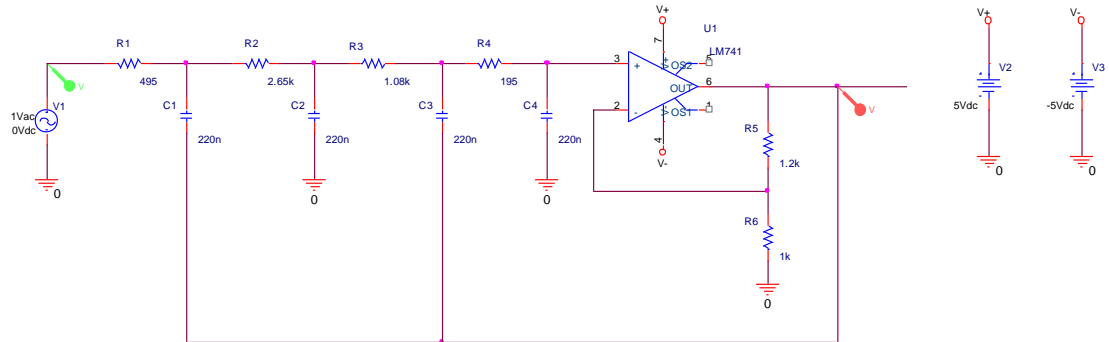 V+
V+
V-
U1
R1
R2
R3
R4
7
5
LM741
3
+
V+
OS2
495
2.65k
1.08k
195
6
OUT
V
V2
V3
V1
C1
C2
C3
C4
2
-
OS1
1
V
1Vac
0Vdc
5Vdc
-5Vdc
V-
4
R5
220n
220n
220n
220n
V-
1.2k
0
0
0
0
0
R6
1k
0